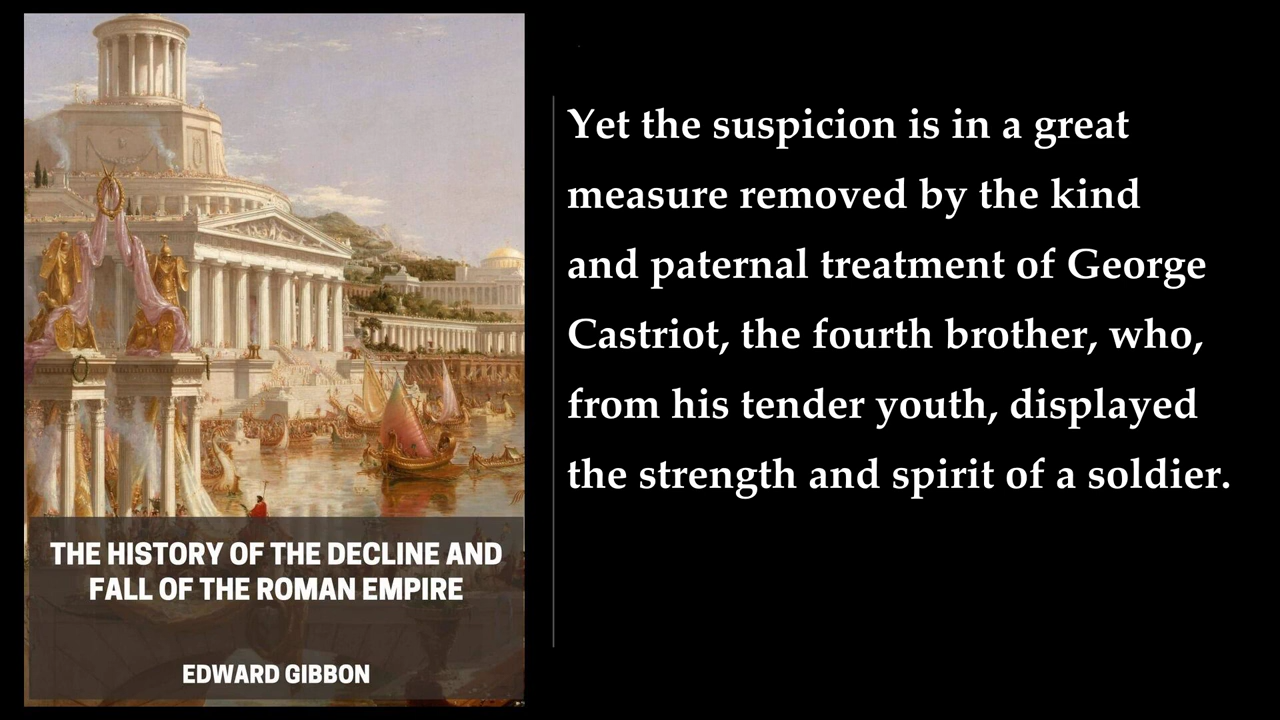 THE HISTORY OF THE DECLINE AND
FALL OF THE ROMAN EMPIRE
EDWARD GIBBON
Yet the suspicion is in a great
measure removed by the kind
and paternal treatment of George
Castriot, the fourth brother, who,
from his tender youth, displayed
the strength and spirit of a soldier.